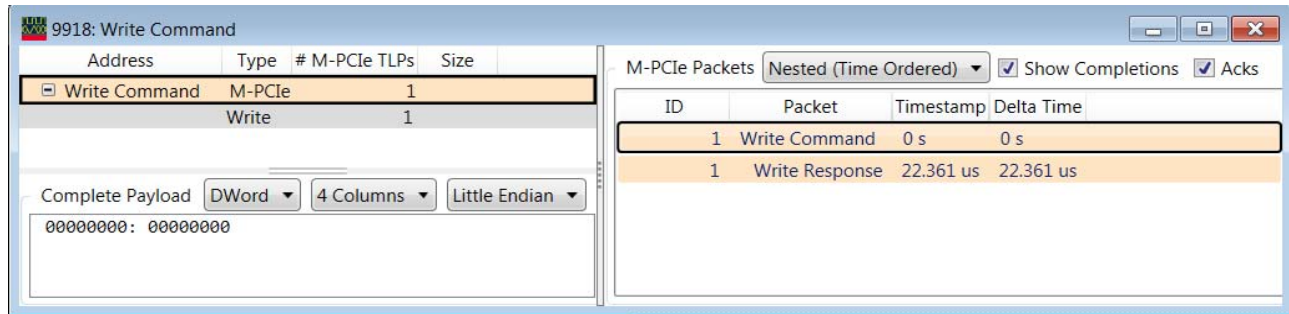 9918: Write Command
Address Type # M-PCIe TLPs Size
Write Command M-PCIe 1
Write 1
Complete Payload DWord 4 Columns Little Endian
00000000: 00000000
M-PCIe Packets Nested (Time Ordered) Show Completions Acks
ID Packet Timestamp Delta Time
1 Write Command 0 s 0 s
1 Write Response 22.361 us 22.361 us